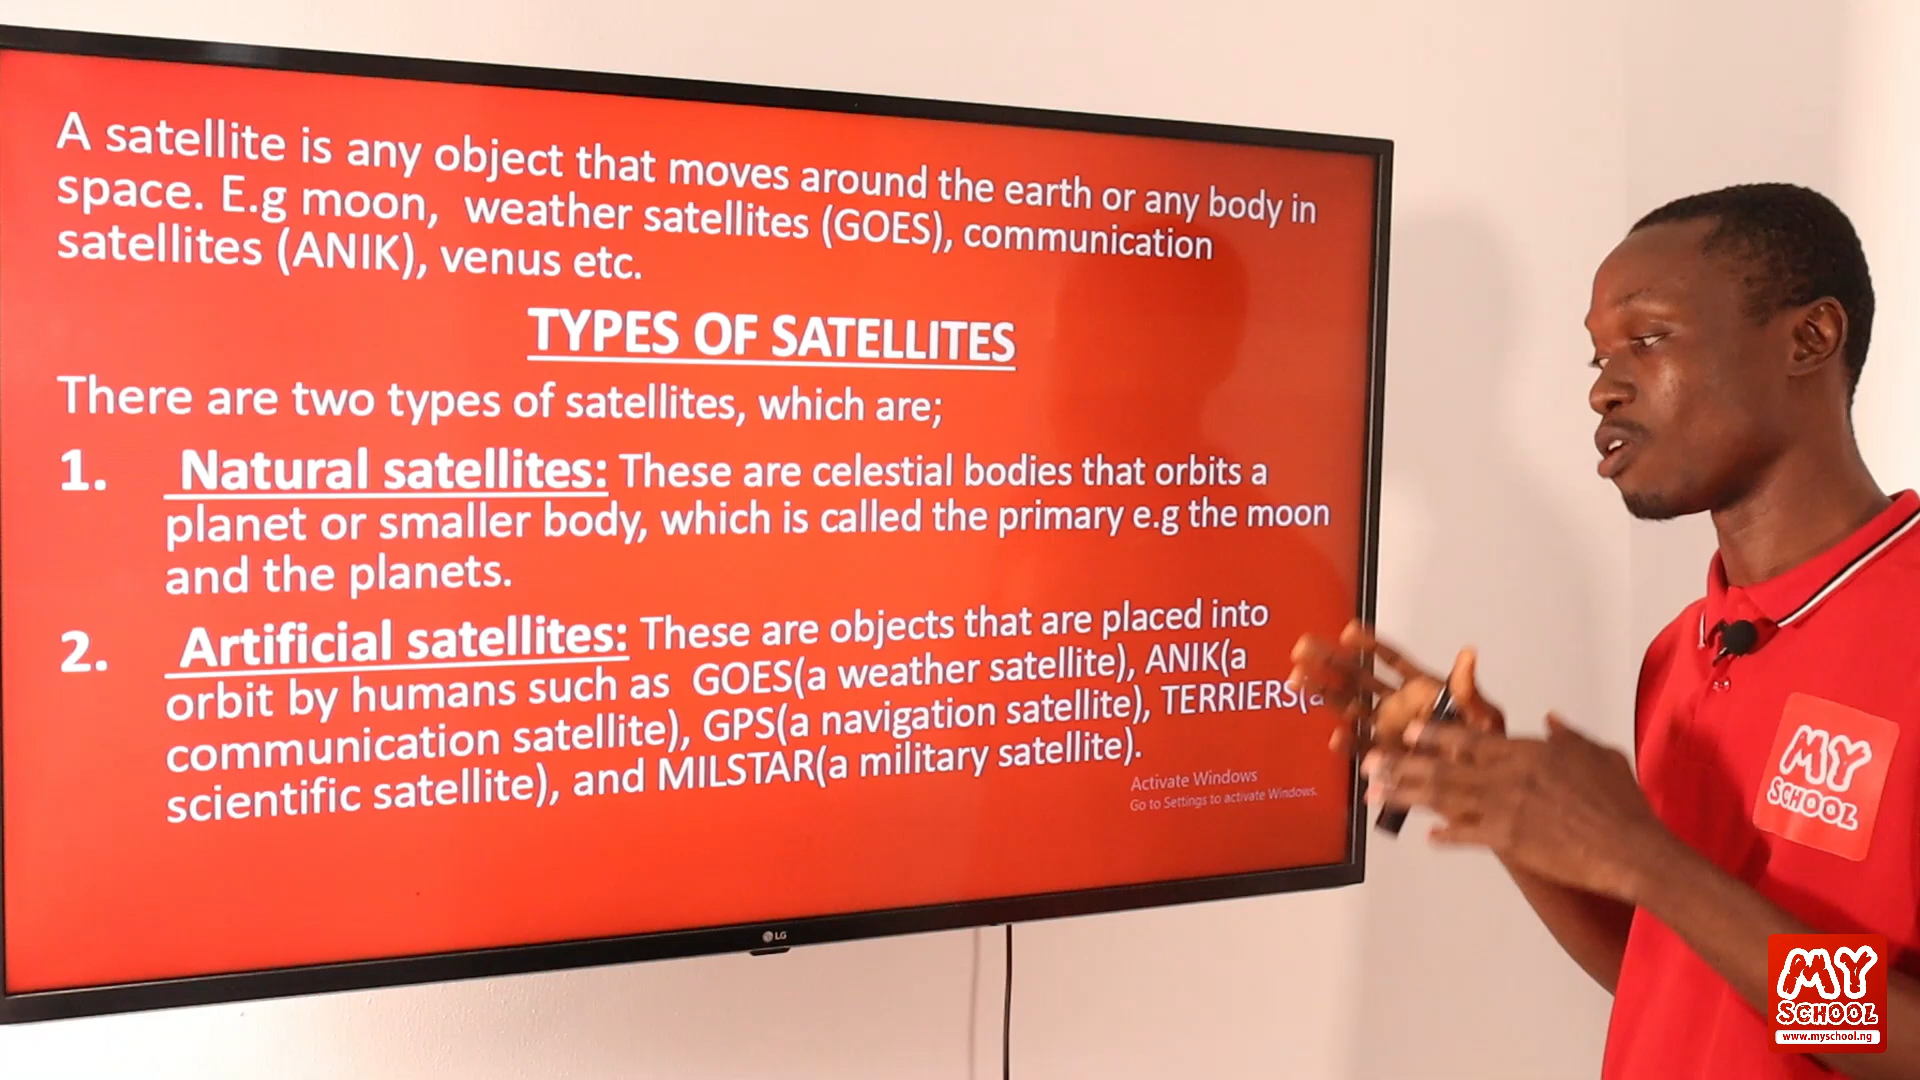 A satellite is any object that moves around the earth or any body in
space. E.g moon, weather satellites (GOES), communication
satellites (ANIK), venus etc.
TYPES OF SATELLITES
There are two types of satellites, which are;
1. Natural satellites: These are celestial bodies that orbits a
planet or smaller body, which is called the primary e.g the moon
and the planets.
2. Artificial satellites: These are objects that are placed into
orbit by humans such as GOES(a weather satellite), ANIK(a
communication satellite), GPS(a navigation satellite), TERRIERS(a
scientific satellite), and MILSTAR(a military satellite).
Activate Windows
Go to Settings to activate Windows.
LG
MY
SCHOOL
MY
SCHOOL
www.myschool.ng